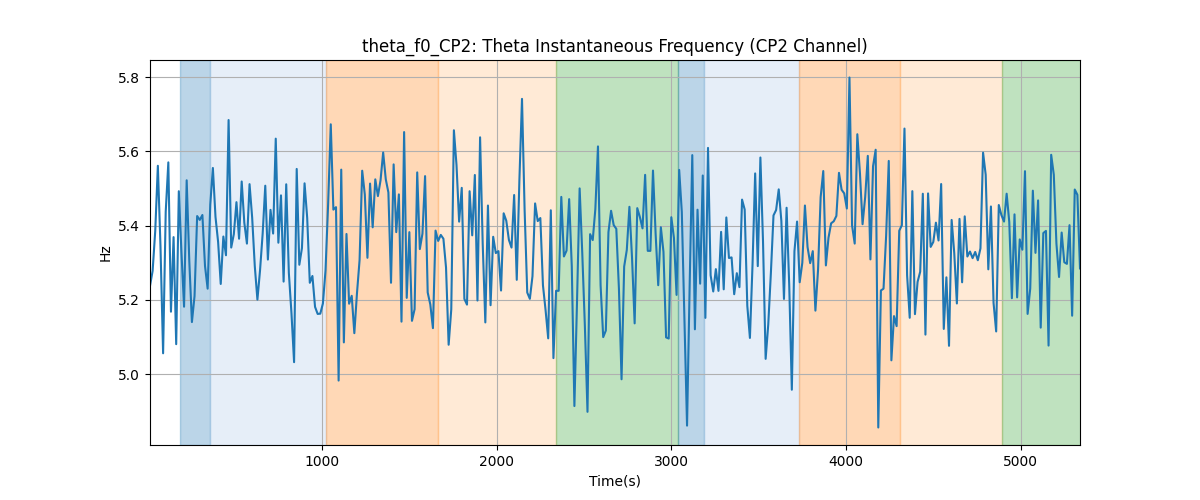 theta_f0_CP2: Theta Instantaneous Frequency (CP2 Channel)
5.8
5.6
5.4
5.2
5.0
Hz
1000 2000 3000 4000 5000
Time(s)